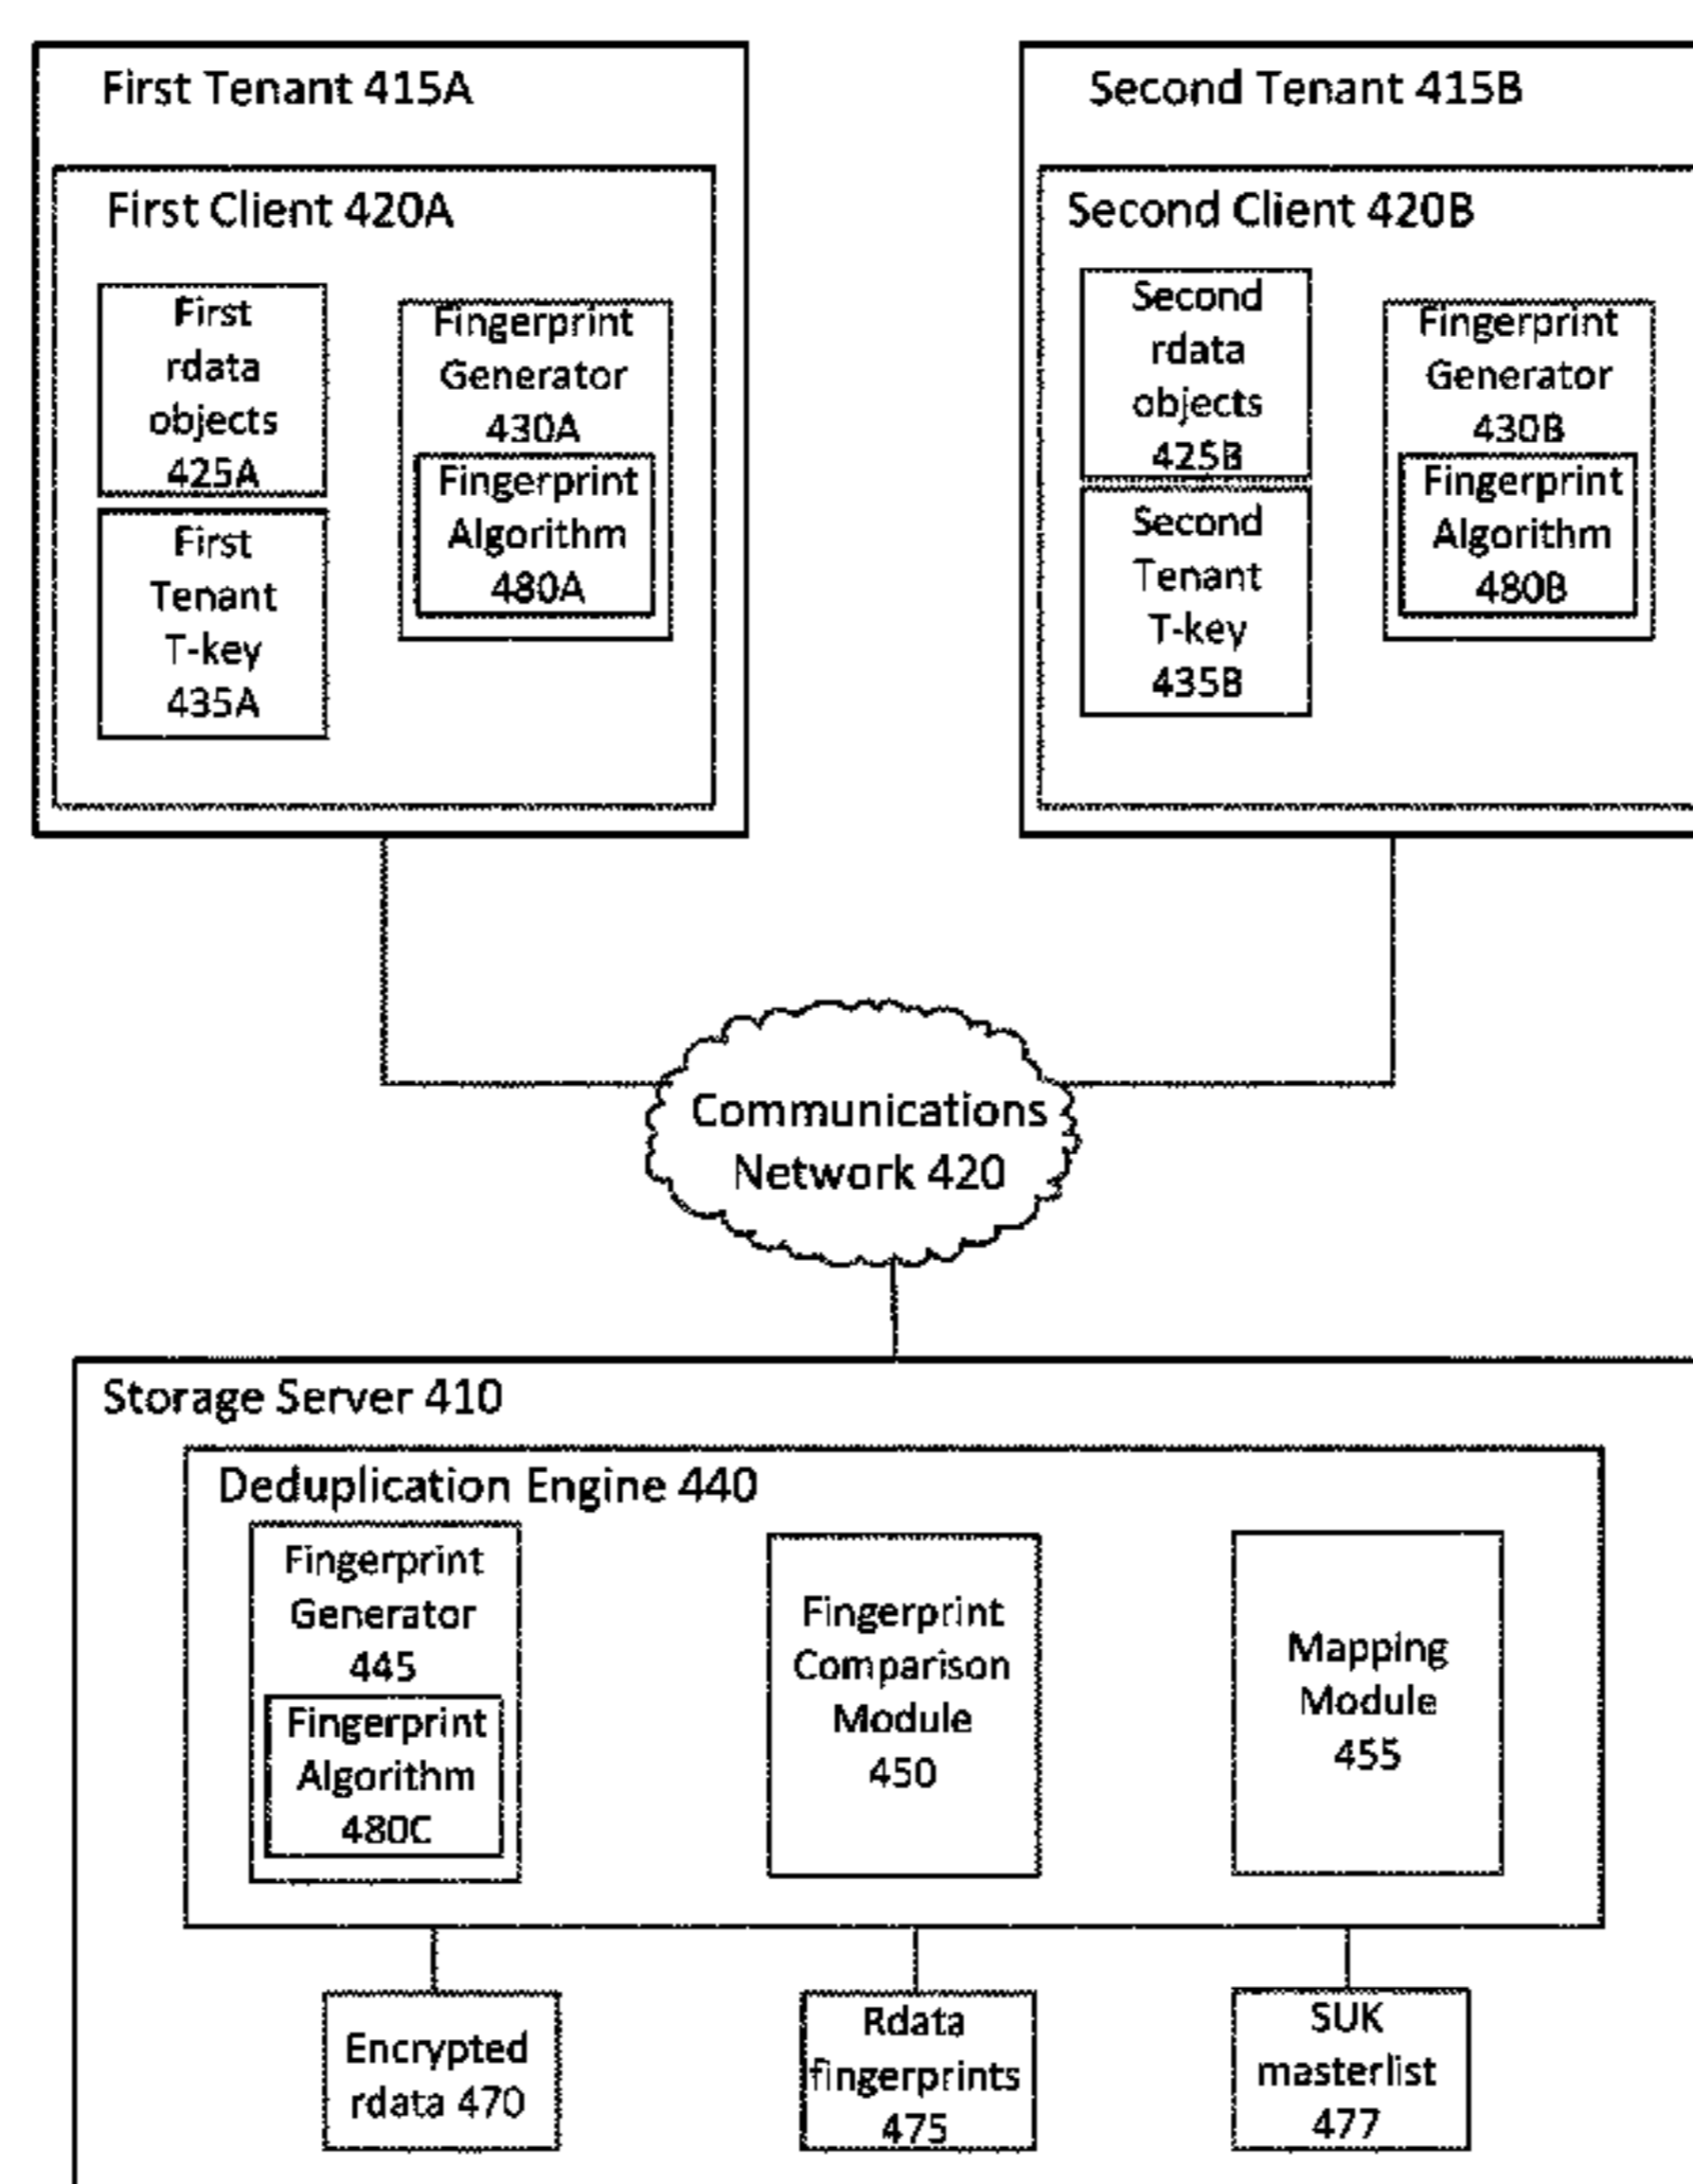 First Tenant 415A
First Client 420A
First
rdata
objects
425A
First
Tenant
T-key
435A
Fingerprint
Generator
430A
Fingerprint
Algorithm
480A
Second Tenant 415B
Second Client 420B
Second
rdata
objects
425B
Second
Tenant
T-key
435B
Fingerprint
Generator
430B
Fingerprint
Algorithm
480B
Communications
Network 420
Storage Server 410
Deduplication Engine 440
Fingerprint
Generator
445
Fingerprint
Algorithm
480C
Fingerprint
Comparison
Module
450
Mapping
Module
455
Encrypted
rdata 470
Rdata
fingerprints
475
SUK
masterlist
477